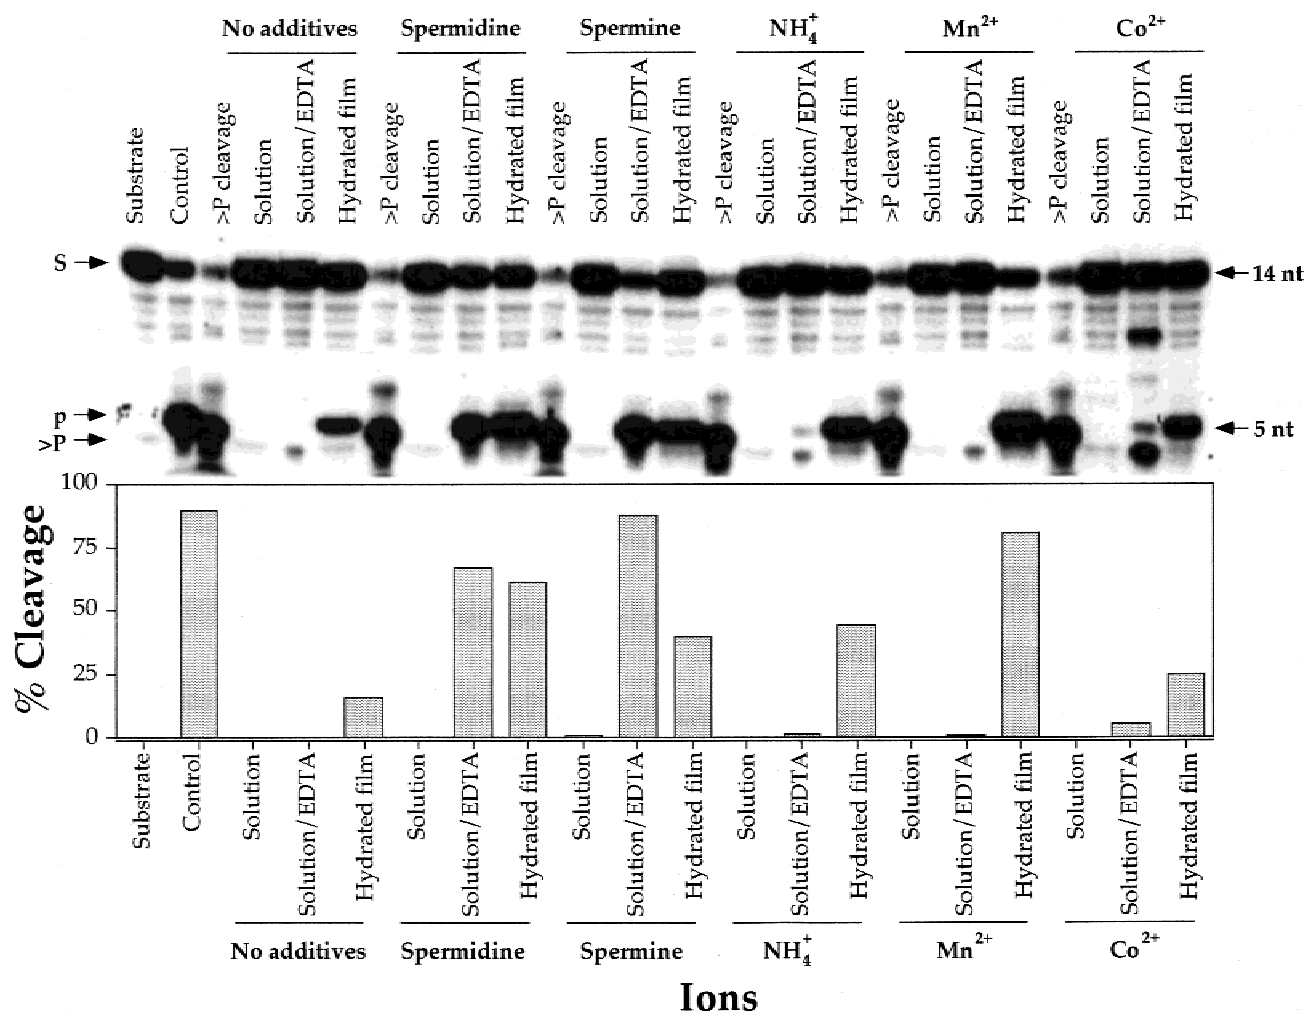 No additives Spermidine Spermine NH4+ Mn2+ Co2+
Substrate Control >P cleavage Solution Solution/EDTA Hydrated film >P cleavage Solution Solution/EDTA Hydrated film >P cleavage Solution Solution/EDTA Hydrated film >P cleavage Solution Solution/EDTA Hydrated film >P cleavage Solution Solution/EDTA Hydrated film >P cleavage Solution Solution/EDTA Hydrated film
S 14 nt
p
>P 5 nt
% Cleavage
100
75
50
25
0
Substrate Control Solution Solution/EDTA Hydrated film Solution Solution/EDTA Hydrated film Solution Solution/EDTA Hydrated film Solution Solution/EDTA Hydrated film Solution Solution/EDTA Hydrated film Solution Solution/EDTA Hydrated film
No additives Spermidine Spermine NH4+ Mn2+ Co2+
Ions